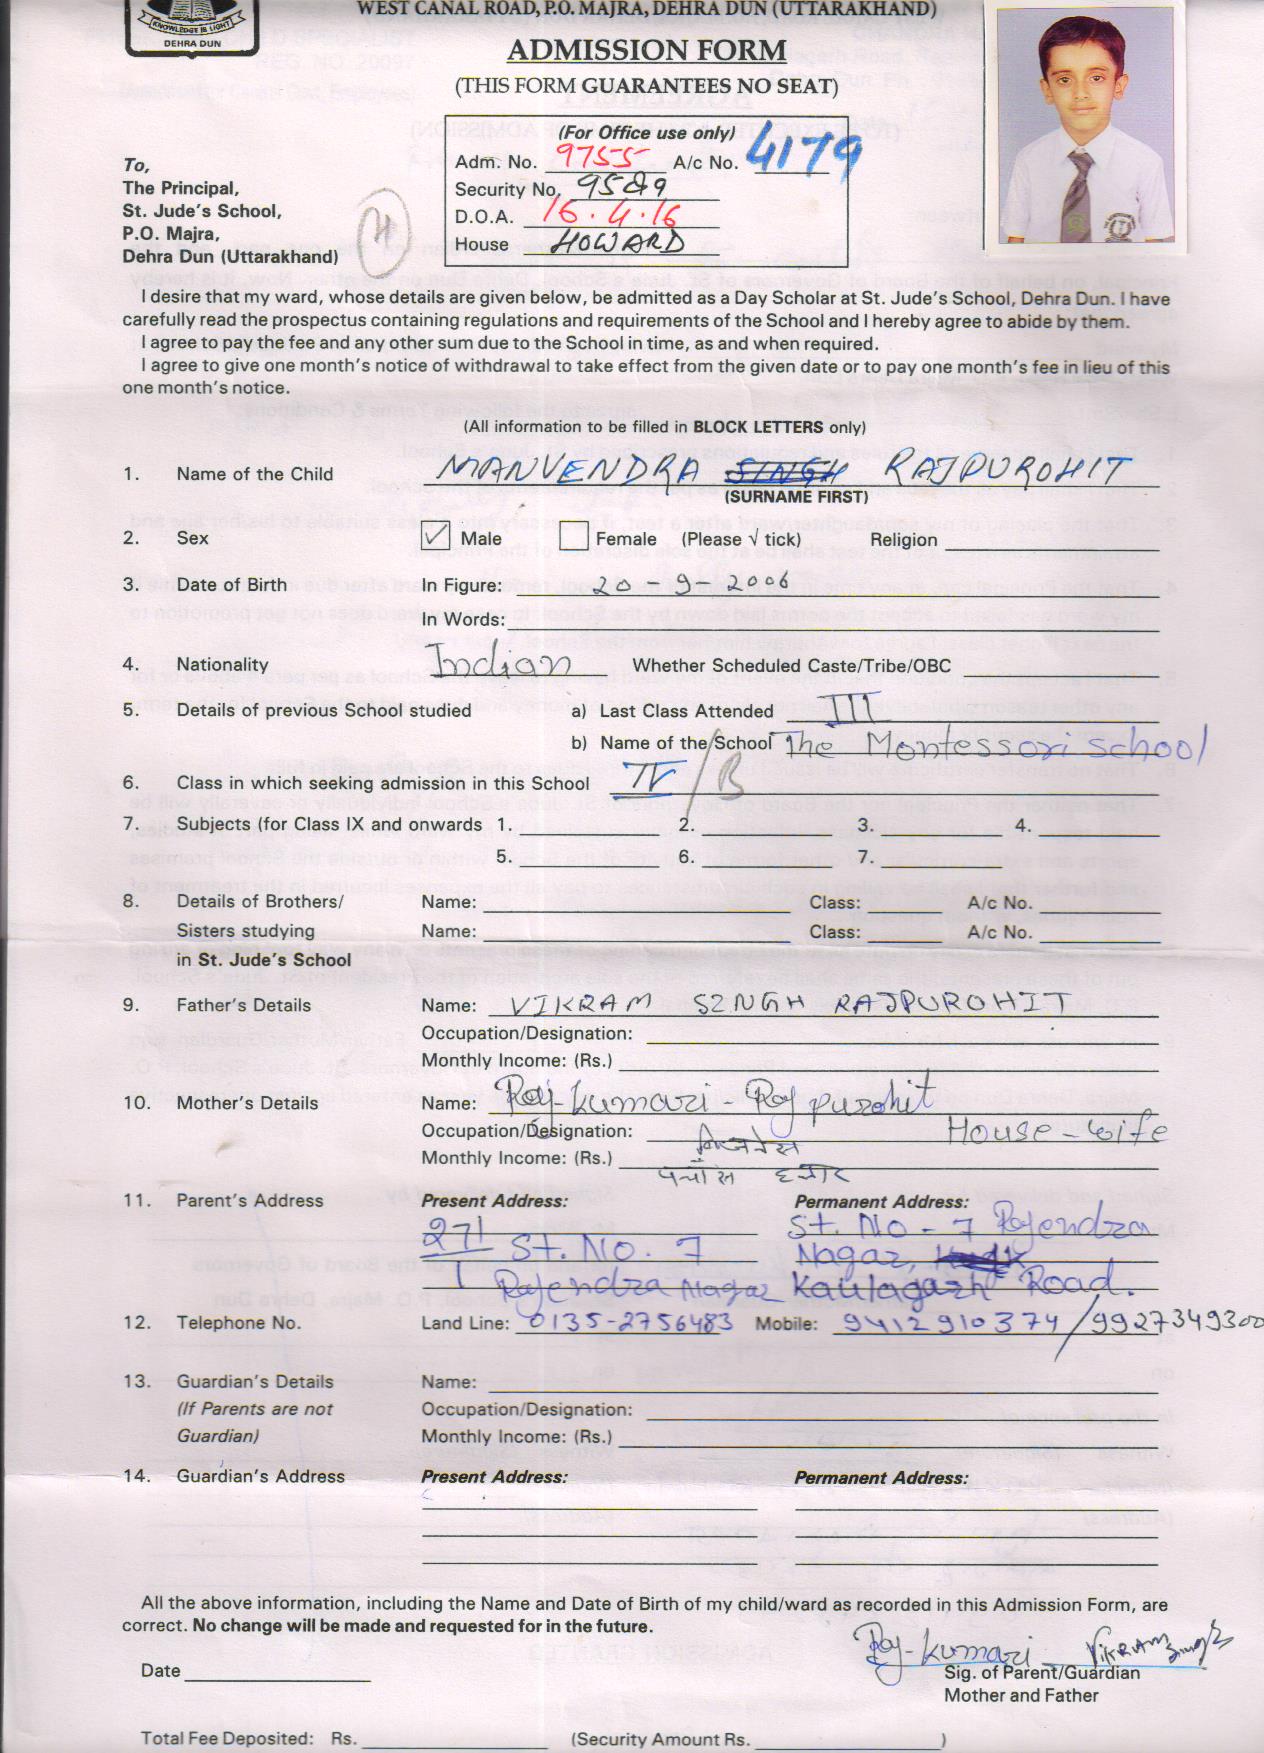 KNOWLEDGE IS LIGHT
DEHRA DUN
WEST CANAL ROAD, P.O. MAJRA, DEHRA DUN (UTTARAKHAND)
ADMISSION FORM
(THIS FORM GUARANTEES NO SEAT)
(For Office use only)
Adm. No. 9755 A/c No. 4179
Security No. 9589
D.O.A. 16.4.16
House HOWARD
To,
The Principal,
St. Jude's School,
P.O. Majra,
Dehra Dun (Uttarakhand)
I desire that my ward, whose details are given below, be admitted as a Day Scholar at St. Jude's School, Dehra Dun. I have
carefully read the prospectus containing regulations and requirements of the School and I hereby agree to abide by them.
I agree to pay the fee and any other sum due to the School in time, as and when required.
I agree to give one month's notice of withdrawal to take effect from the given date or to pay one month's fee in lieu of this
one month's notice.
(All information to be filled in BLOCK LETTERS only)
1. Name of the Child MANVENDRA SINGH RAJPUROHIT
(SURNAME FIRST)
2. Sex Male Female (Please √ tick) Religion
3. Date of Birth In Figure: 20-9-2006
In Words:
4. Nationality Indian Whether Scheduled Caste/Tribe/OBC
5. Details of previous School studied a) Last Class Attended III
b) Name of the School The Montessori School
6. Class in which seeking admission in this School IV/B
7. Subjects (for Class IX and onwards 1. 2. 3. 4.
5. 6. 7.
8. Details of Brothers/ Name: Class: A/c No.
Sisters studying Name: Class: A/c No.
in St. Jude's School
9. Father's Details Name: VIKRAM SINGH RAJPUROHIT
Occupation/Designation:
Monthly Income: (Rs.)
10. Mother's Details Name: Raj kumari - Rajpurohit
Occupation/Designation: House-wife
Monthly Income: (Rs.) पचास हजार
11. Parent's Address Present Address: Permanent Address:
271 St. No. 7 St. No - 7 Rajendra
Rajendra Nagar Nagar, Kaulagarh Road.
12. Telephone No. Land Line: 0135-2756483 Mobile: 9412910374/9927349300
13. Guardian's Details Name:
(If Parents are not Occupation/Designation:
Guardian) Monthly Income: (Rs.)
14. Guardian's Address Present Address: Permanent Address:
All the above information, including the Name and Date of Birth of my child/ward as recorded in this Admission Form, are
correct. No change will be made and requested for in the future.
Raj-kumari Vikram Singh
Date Sig. of Parent/Guardian
Mother and Father
Total Fee Deposited: Rs. (Security Amount Rs. )